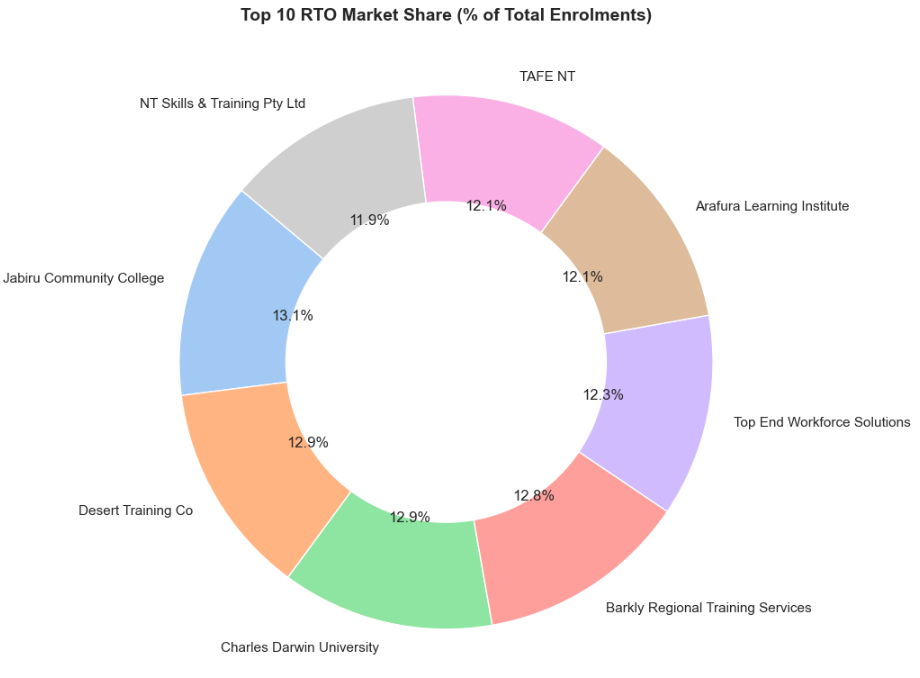 Top 10 RTO Market Share (% of Total Enrolments)
TAFE NT
NT Skills & Training Pty Ltd
Arafura Learning Institute
12.1%
11.9%
12.1%
Jabiru Community College
13.1%
12.3%
Top End Workforce Solutions
12.9%
12.8%
Desert Training Co
12.9%
Barkly Regional Training Services
Charles Darwin University